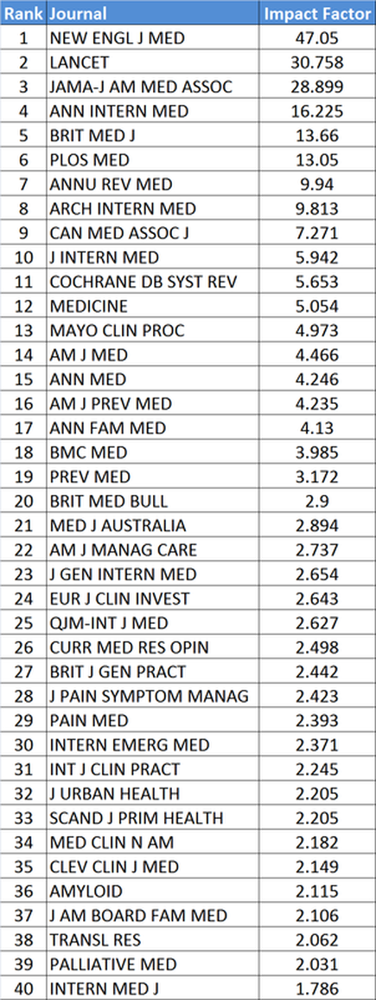 Rank Journal Impact Factor
1 NEW ENGL J MED 47.05
2 LANCET 30.758
3 JAMA-J AM MED ASSOC 28.899
4 ANN INTERN MED 16.225
5 BRIT MED J 13.66
6 PLOS MED 13.05
7 ANNU REV MED 9.94
8 ARCH INTERN MED 9.813
9 CAN MED ASSOC J 7.271
10 J INTERN MED 5.942
11 COCHRANE DB SYST REV 5.653
12 MEDICINE 5.054
13 MAYO CLIN PROC 4.973
14 AM J MED 4.466
15 ANN MED 4.246
16 AM J PREV MED 4.235
17 ANN FAM MED 4.13
18 BMC MED 3.985
19 PREV MED 3.172
20 BRIT MED BULL 2.9
21 MED J AUSTRALIA 2.894
22 AM J MANAG CARE 2.737
23 J GEN INTERN MED 2.654
24 EUR J CLIN INVEST 2.643
25 QJM-INT J MED 2.627
26 CURR MED RES OPIN 2.498
27 BRIT J GEN PRACT 2.442
28 J PAIN SYMPTOM MANAG 2.423
29 PAIN MED 2.393
30 INTERN EMERG MED 2.371
31 INT J CLIN PRACT 2.245
32 J URBAN HEALTH 2.205
33 SCAND J PRIM HEALTH 2.205
34 MED CLIN N AM 2.182
35 CLEV CLIN J MED 2.149
36 AMYLOID 2.115
37 J AM BOARD FAM MED 2.106
38 TRANSL RES 2.062
39 PALLIATIVE MED 2.031
40 INTERN MED J 1.786